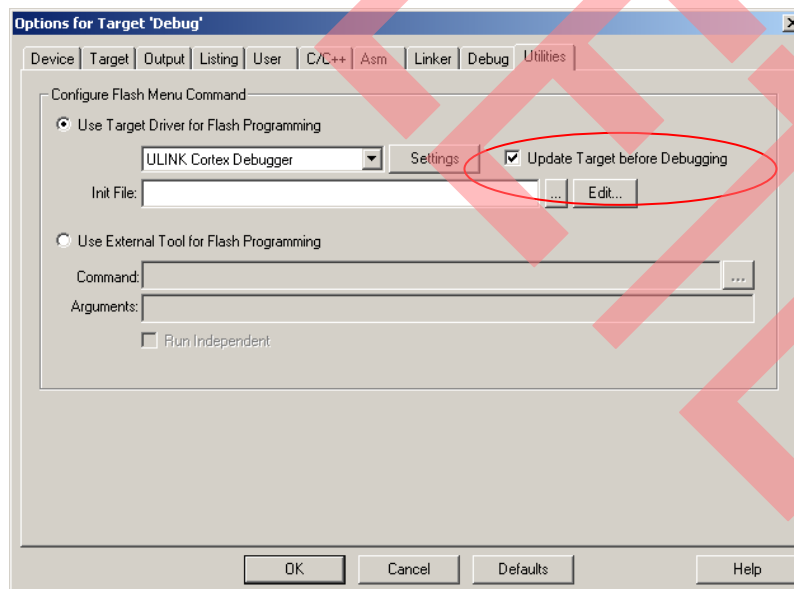 Options for Target 'Debug'
Device Target Output Listing User C/C++ Asm Linker Debug Utilities
Configure Flash Menu Command
Use Target Driver for Flash Programming
ULINK Cortex Debugger Settings Update Target before Debugging
Init File: ... Edit...
Use External Tool for Flash Programming
Command: ...
Arguments:
Run Independent
OK Cancel Defaults Help